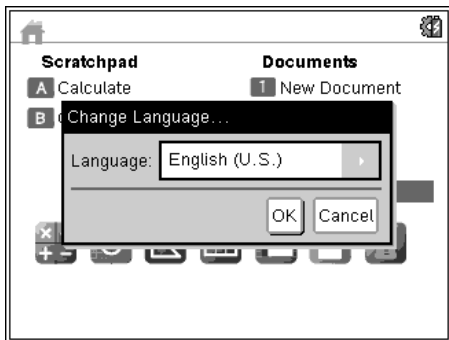 Scratchpad
Documents
A Calculate
1 New Document
B
Change Language...
Language: English (U.S.)
OK Cancel